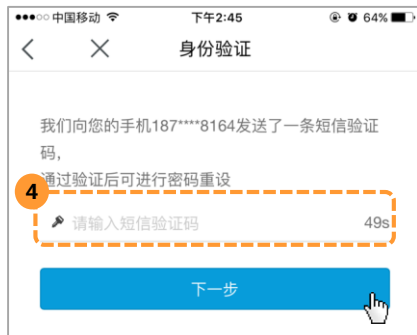 中国移动 下午2:45 64%
身份验证
我们向您的手机187****8164发送了一条短信验证
码，
通过验证后可进行密码重设
4
请输入短信验证码 49s
下一步